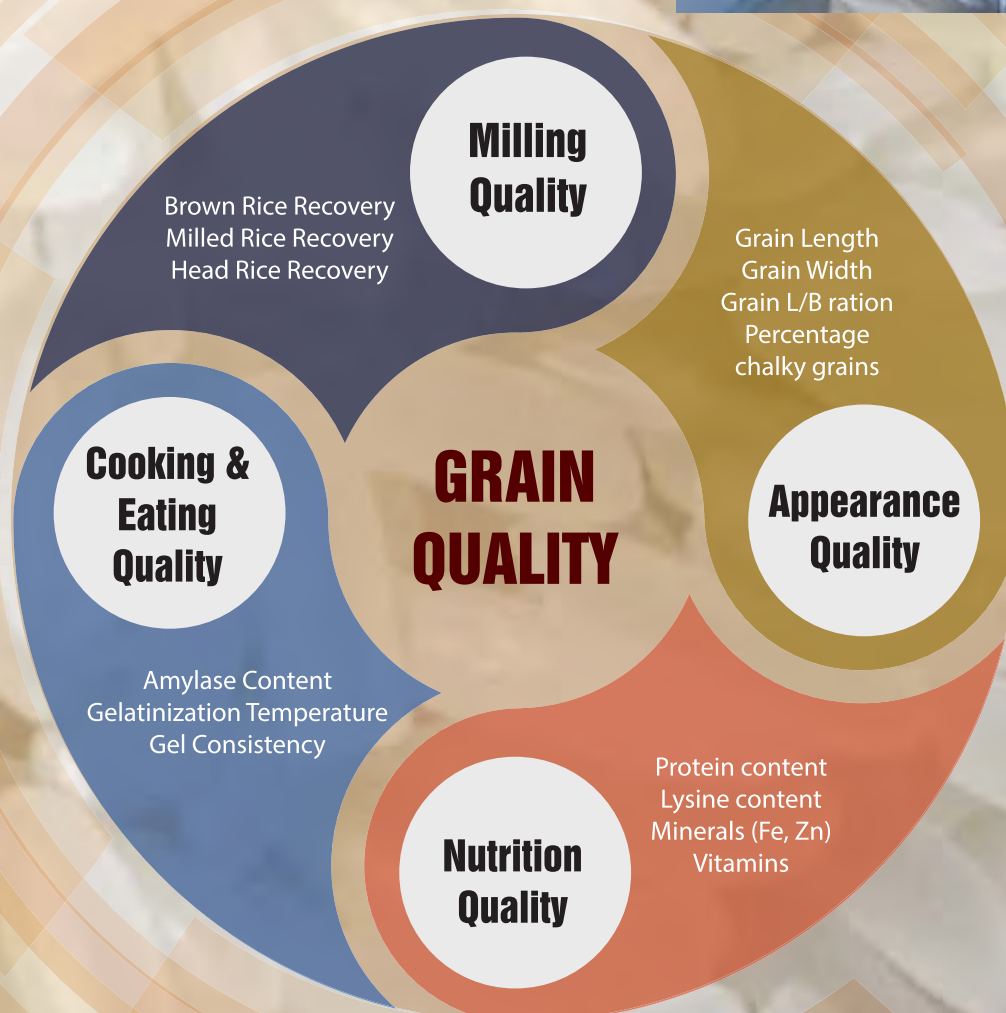 Milling
Quality
Brown Rice Recovery
Milled Rice Recovery
Head Rice Recovery
Grain Length
Grain Width
Grain L/B ration
Percentage
chalky grains
Appearance
Quality
GRAIN
QUALITY
Cooking &
Eating
Quality
Amylase Content
Gelatinization Temperature
Gel Consistency
Protein content
Lysine content
Minerals (Fe, Zn)
Vitamins
Nutrition
Quality